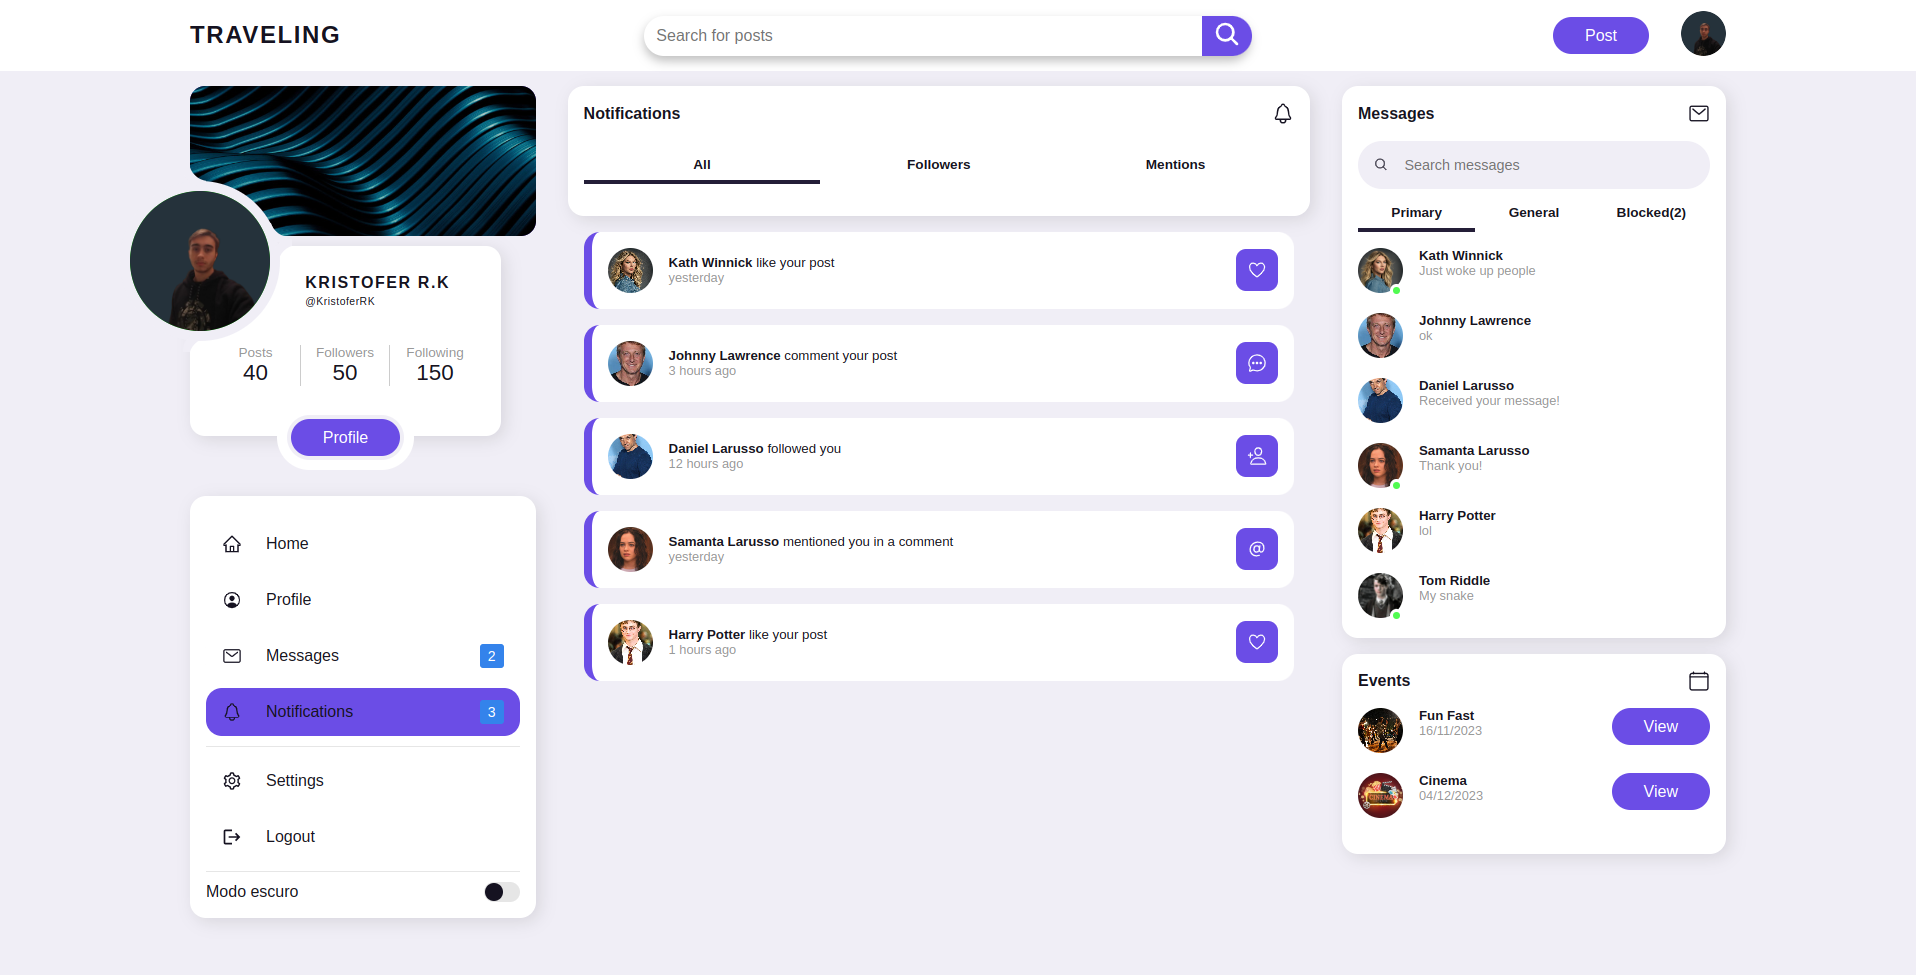 TRAVELING
Search for posts
Post
KRISTOFER R.K
@KristoferRK
Posts Followers Following
40 50 150
Profile
Home
Profile
Messages 2
Notifications 3
Settings
Logout
Modo escuro
Notifications
All Followers Mentions
Kath Winnick like your post
yesterday
Johnny Lawrence comment your post
3 hours ago
Daniel Larusso followed you
12 hours ago
Samanta Larusso mentioned you in a comment
yesterday
Harry Potter like your post
1 hours ago
Messages
Search messages
Primary General Blocked(2)
Kath Winnick
Just woke up people
Johnny Lawrence
ok
Daniel Larusso
Received your message!
Samanta Larusso
Thank you!
Harry Potter
lol
Tom Riddle
My snake
Events
Fun Fast
16/11/2023
View
Cinema
04/12/2023
View